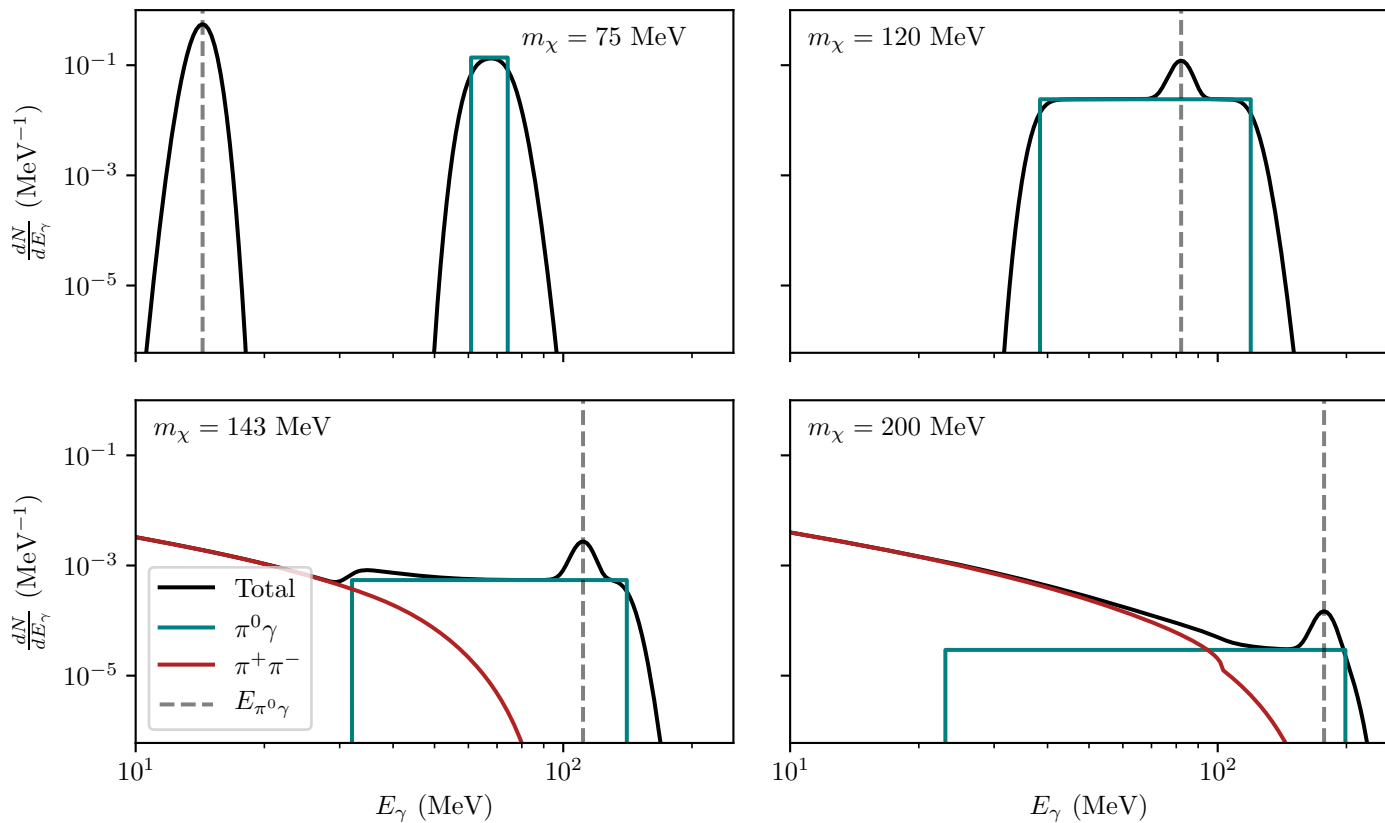 m_χ = 75 MeV
m_χ = 120 MeV
10^{-1}
10^{-3}
10^{-5}
\frac{dN}{dE_γ} (MeV^{-1})
m_χ = 143 MeV
m_χ = 200 MeV
10^{-1}
10^{-3}
10^{-5}
\frac{dN}{dE_γ} (MeV^{-1})
Total
π^0γ
π^+π^-
E_{π^0γ}
10^1
10^2
10^1
10^2
E_γ (MeV)
E_γ (MeV)